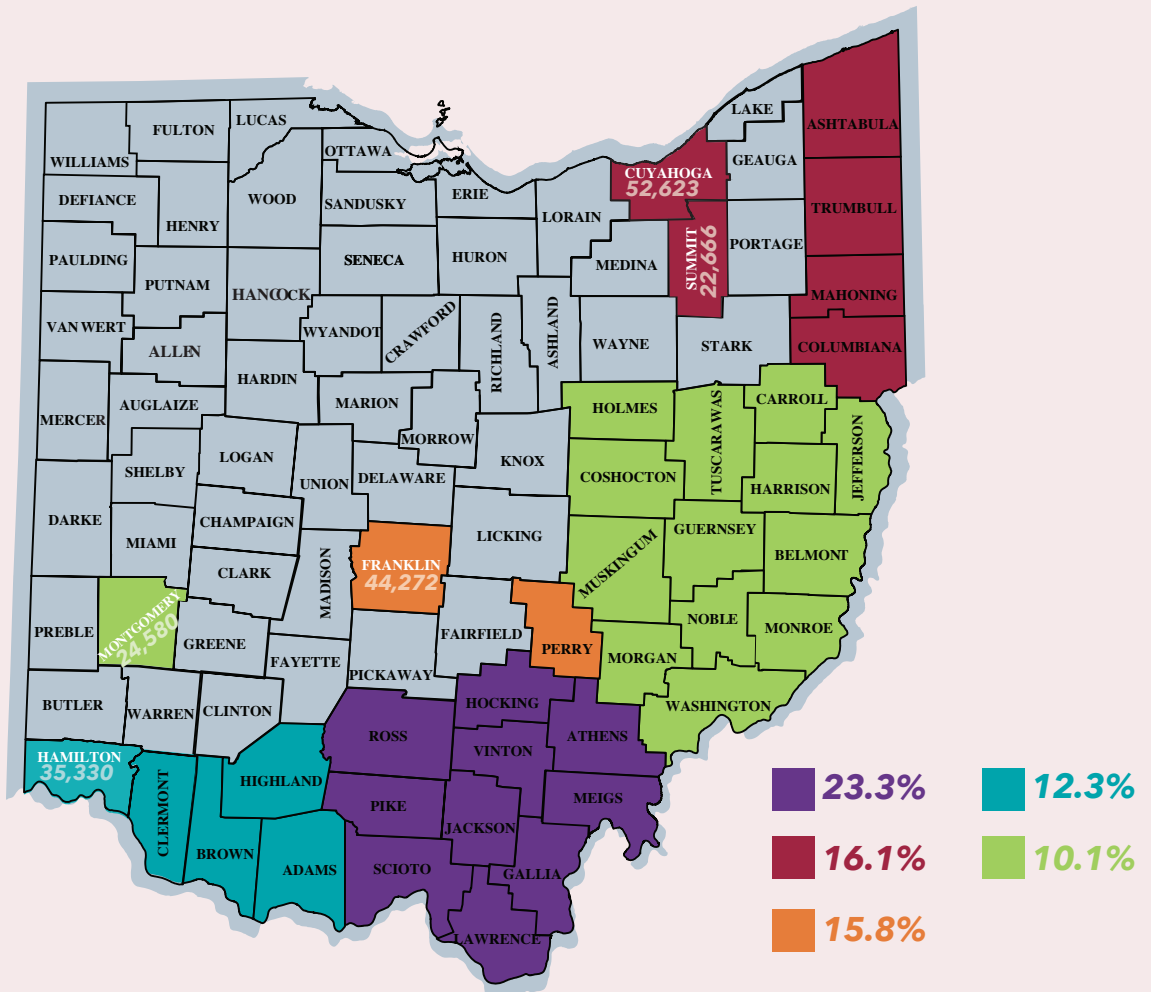 LAKE
ASHTABULA
FULTON
LUCAS
WILLIAMS
OTTAWA
GEAUGA
CUYAHOGA
52,623
DEFIANCE
WOOD
SANDUSKY
ERIE
LORAIN
TRUMBULL
HENRY
PAULDING
SENECA
HURON
MEDINA
SUMMIT
22,666
PORTAGE
PUTNAM
HANCOCK
MAHONING
VAN WERT
ALLEN
WYANDOT
CRAWFORD
RICHLAND
ASHLAND
WAYNE
STARK
COLUMBIANA
HARDIN
MERCER
AUGLAIZE
MARION
MORROW
HOLMES
TUSCARAWAS
CARROLL
JEFFERSON
SHELBY
LOGAN
UNION
DELAWARE
KNOX
COSHOCTON
HARRISON
DARKE
CHAMPAIGN
LICKING
GUERNSEY
MIAMI
CLARK
MADISON
FRANKLIN
44,272
MUSKINGUM
BELMONT
PREBLE
MONTGOMERY
24,580
GREENE
FAYETTE
PICKAWAY
FAIRFIELD
PERRY
MORGAN
NOBLE
MONROE
BUTLER
WARREN
CLINTON
ROSS
HOCKING
ATHENS
WASHINGTON
HAMILTON
35,330
CLERMONT
HIGHLAND
VINTON
PIKE
JACKSON
MEIGS
BROWN
ADAMS
SCIOTO
GALLIA
LAWRENCE
23.3%
12.3%
16.1%
10.1%
15.8%